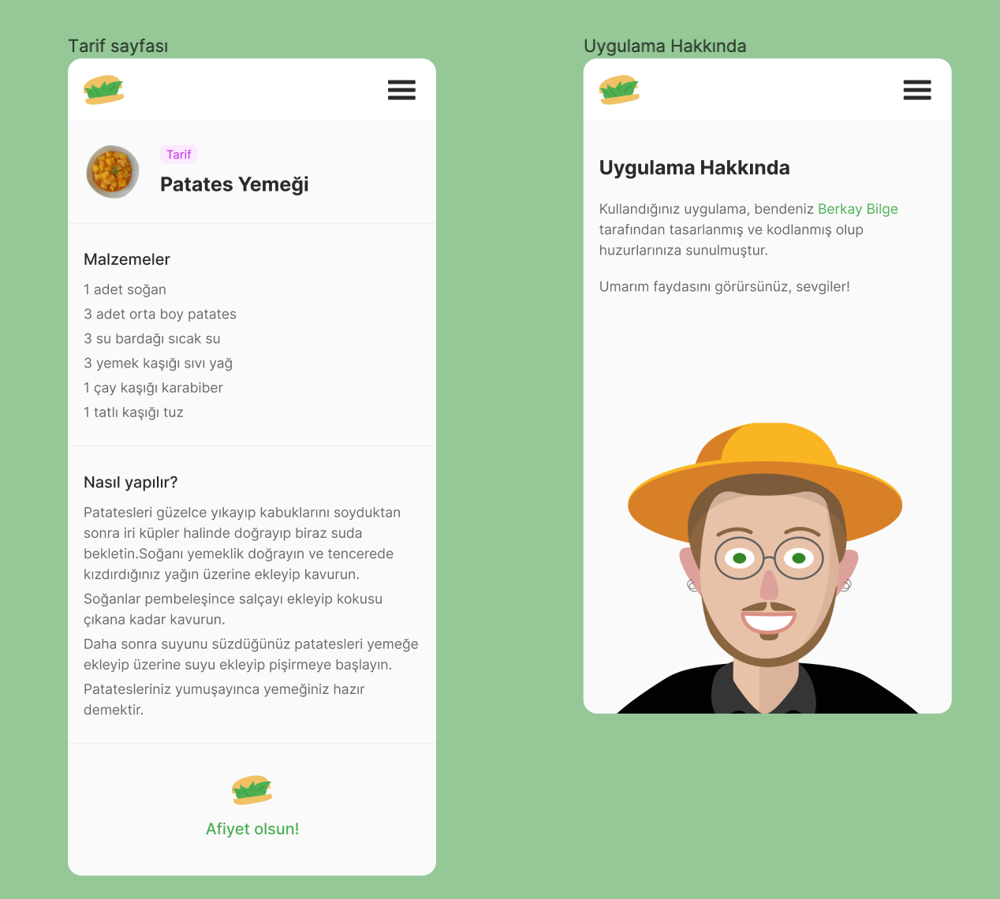 Tarif sayfası
Tarif
Patates Yemeği
Malzemeler
1 adet soğan
3 adet orta boy patates
3 su bardağı sıcak su
3 yemek kaşığı sıvı yağ
1 çay kaşığı karabiber
1 tatlı kaşığı tuz
Nasıl yapılır?
Patatesleri güzelce yıkayıp kabuklarını soyduktan
sonra iri küpler halinde doğrayıp biraz suda
bekletin.Soğanı yemeklik doğrayın ve tencerede
kızdırdığınız yağın üzerine ekleyip kavurun.
Soğanlar pembeleşince salçayı ekleyip kokusu
çıkana kadar kavurun.
Daha sonra suyunu süzdüğünüz patatesleri yemeğe
ekleyip üzerine suyu ekleyip pişirmeye başlayın.
Patatesleriniz yumuşayınca yemeğiniz hazır
demektir.
Afiyet olsun!
Uygulama Hakkında
Uygulama Hakkında
Kullandığınız uygulama, bendeniz Berkay Bilge
tarafından tasarlanmış ve kodlanmış olup
huzurlarınıza sunulmuştur.
Umarım faydasını görürsünüz, sevgiler!